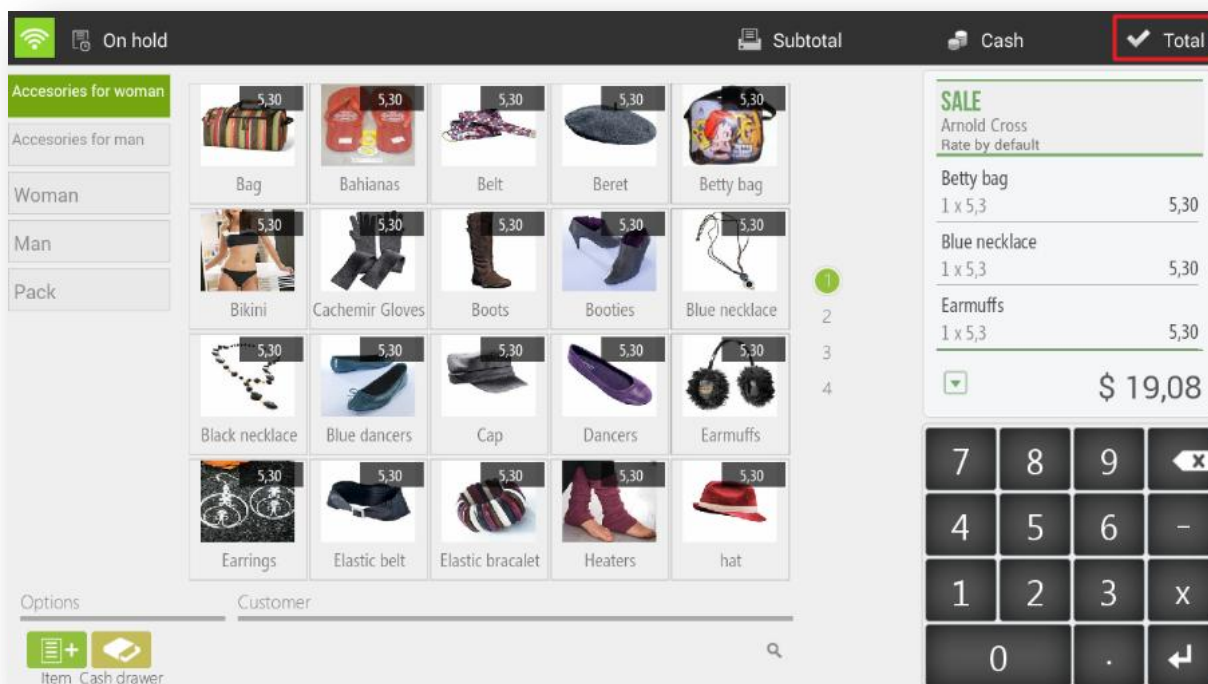 On hold
Subtotal
Cash
Total
Accesories for woman
Accesories for man
Woman
Man
Pack
5,30 5,30 5,30 5,30 5,30
Bag Bahianas Belt Beret Betty bag
5,30 5,30 5,30 5,30 5,30
Bikini Cachemir Gloves Boots Booties Blue necklace
5,30 5,30 5,30 5,30 5,30
Black necklace Blue dancers Cap Dancers Earmuffs
5,30 5,30 5,30 5,30 5,30
Earrings Elastic belt Elastic bracalet Heaters hat
1
2
3
4
SALE
Arnold Cross
Rate by default
Betty bag
1 x 5,3 5,30
Blue necklace
1 x 5,3 5,30
Earmuffs
1 x 5,3 5,30
$ 19,08
7 8 9 x
4 5 6 -
1 2 3 X
0 .
Options
Customer
Item Cash drawer